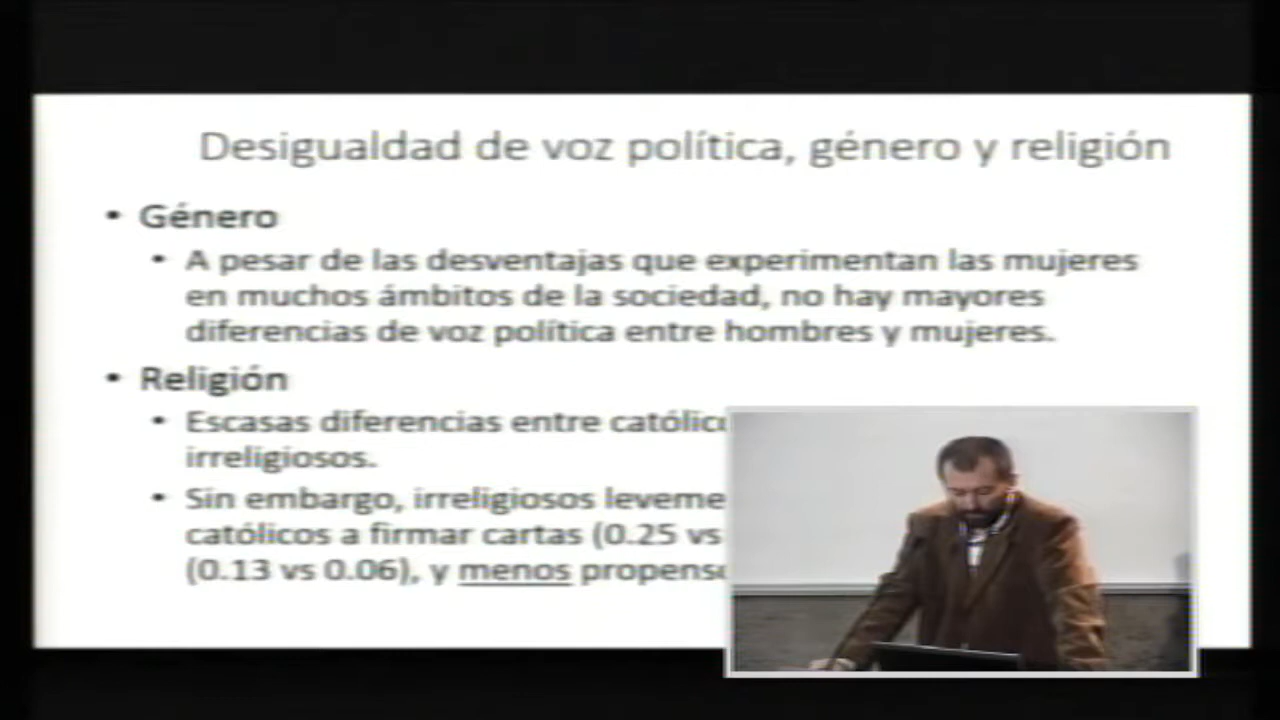 Desigualdad de voz política, género y religión
• Género
• A pesar de las desventajas que experimentan las mujeres
en muchos ámbitos de la sociedad, no hay mayores
diferencias de voz política entre hombres y mujeres.
• Religión
• Escasas diferencias entre
irreligiosos.
• Sin embargo, irreligiosos
católicos a firmar cartas (0.25 vs
(0.13 vs 0.06), y menos